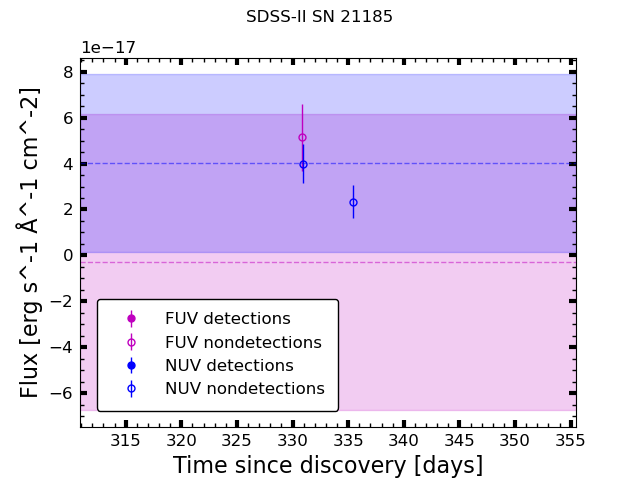 SDSS-II SN 21185
1e−17
8
6
4
2
0
−2
−4
−6
Flux [erg s^-1 Å^-1 cm^-2]
FUV detections
FUV nondetections
NUV detections
NUV nondetections
315 320 325 330 335 340 345 350 355
Time since discovery [days]